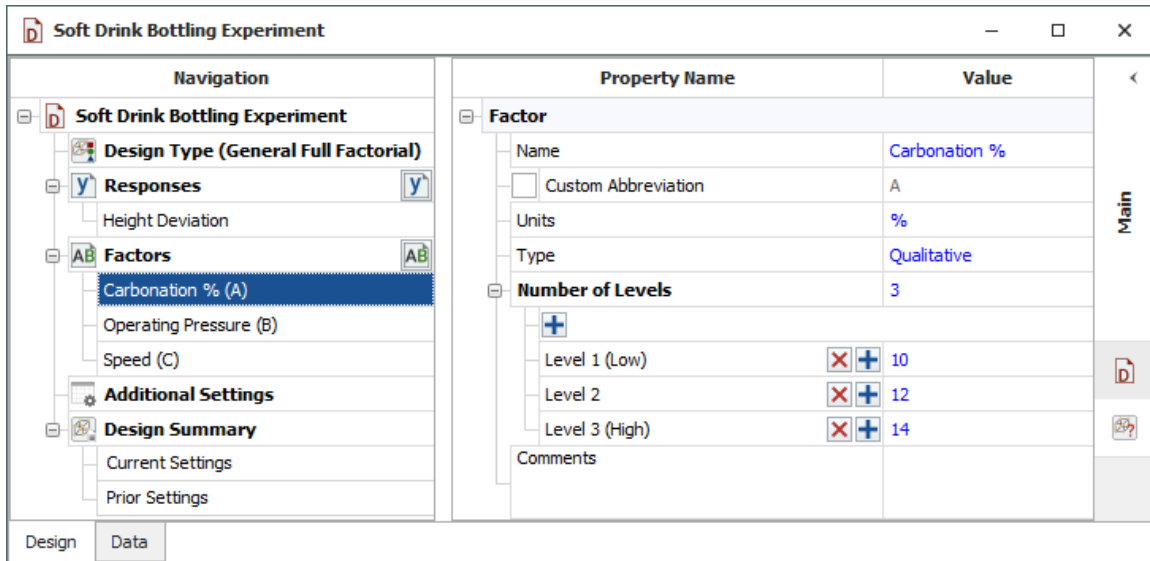 Soft Drink Bottling Experiment
Navigation
Soft Drink Bottling Experiment
Design Type (General Full Factorial)
Responses
Height Deviation
Factors
Carbonation % (A)
Operating Pressure (B)
Speed (C)
Additional Settings
Design Summary
Current Settings
Prior Settings
Property Name Value
Factor
Name Carbonation %
Custom Abbreviation A
Units %
Type Qualitative
Number of Levels 3
Level 1 (Low) 10
Level 2 12
Level 3 (High) 14
Comments
Main
Design Data